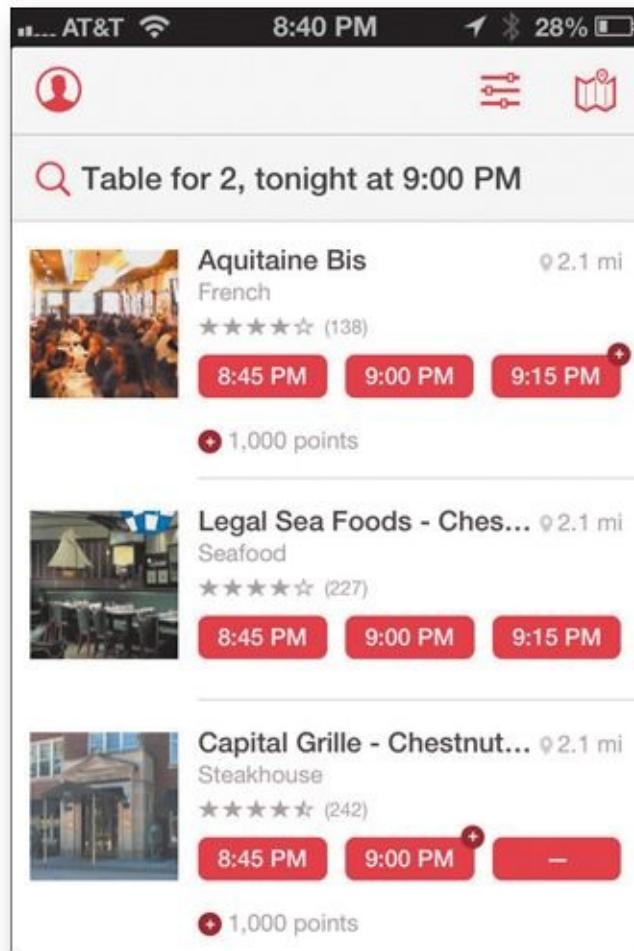 AT&T 8:40 PM 28%
Table for 2, tonight at 9:00 PM
Aquitaine Bis 2.1 mi
French
(138)
8:45 PM 9:00 PM 9:15 PM
1,000 points
Legal Sea Foods - Ches... 2.1 mi
Seafood
(227)
8:45 PM 9:00 PM 9:15 PM
Capital Grille - Chestnut... 2.1 mi
Steakhouse
(242)
8:45 PM 9:00 PM –
1,000 points